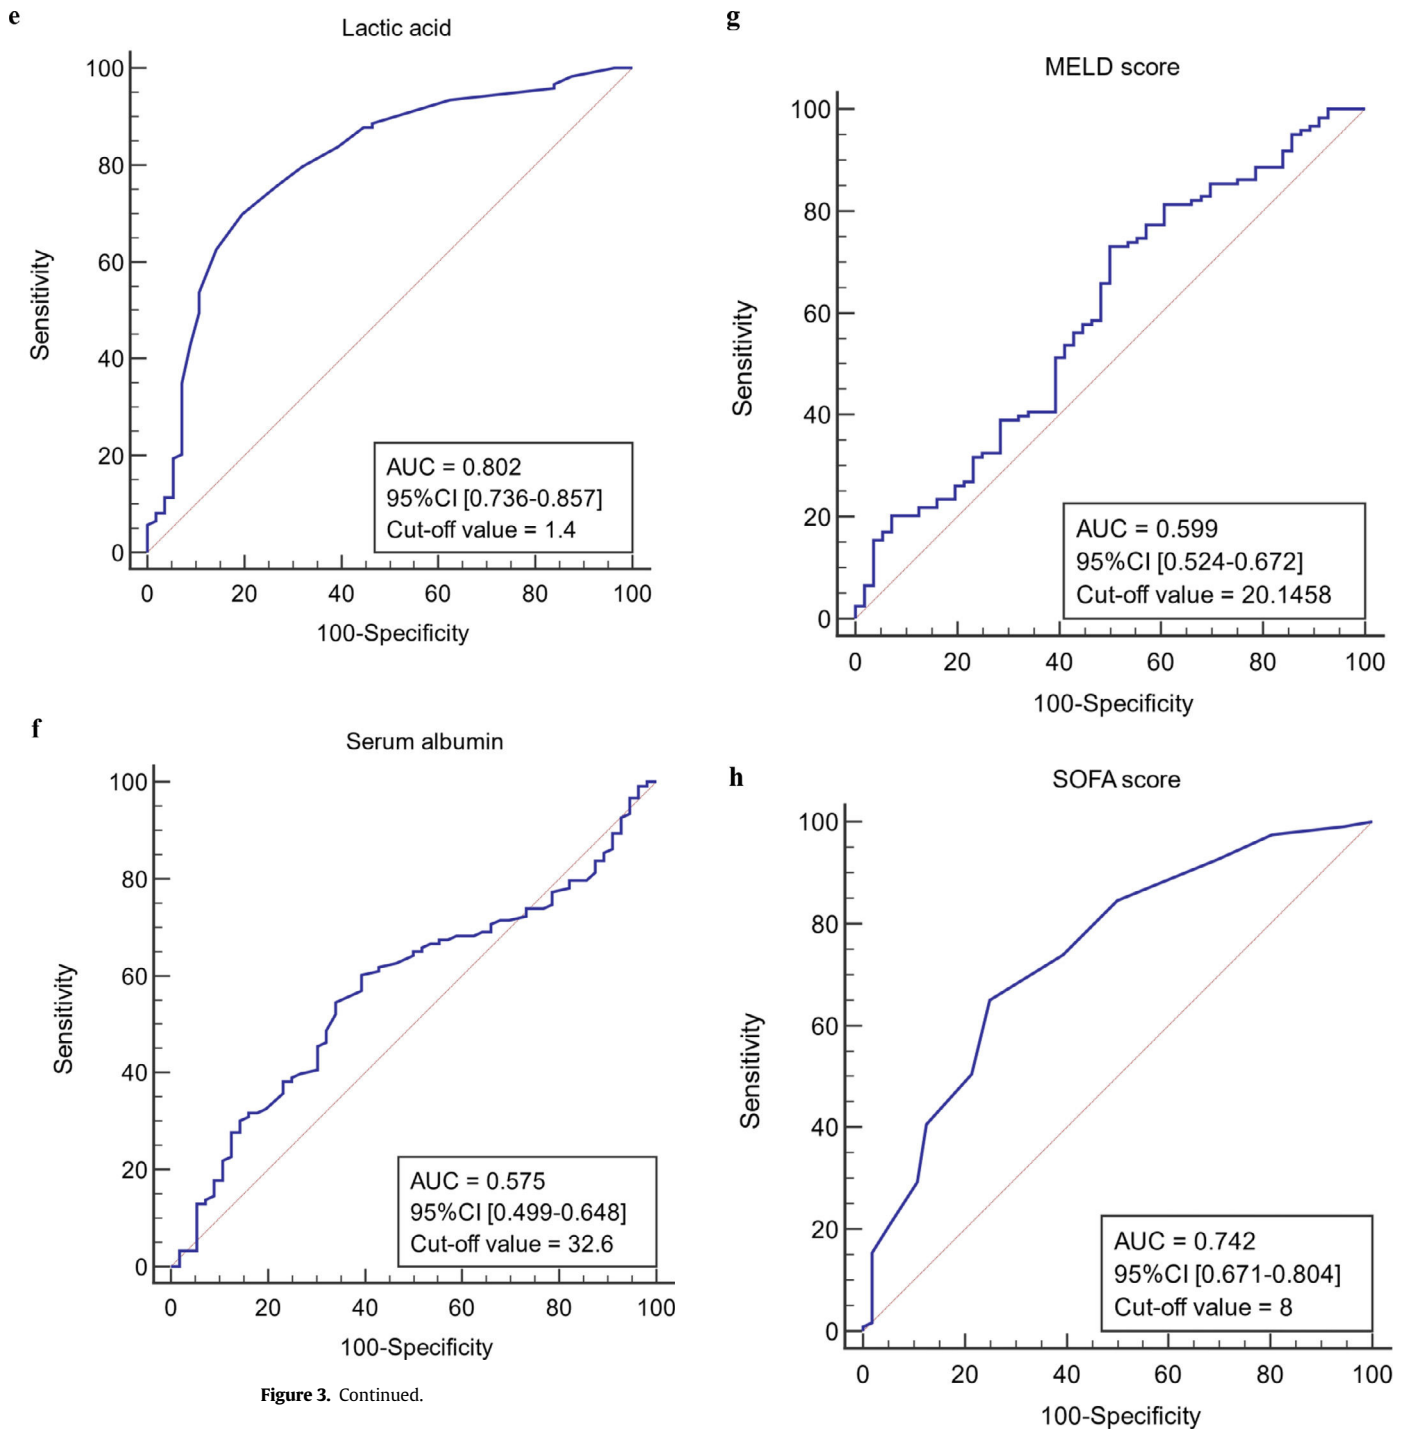 e
Lactic acid
100
80
60
40
20
0
Sensitivity
AUC = 0.802
95%CI [0.736-0.857]
Cut-off value = 1.4
0 20 40 60 80 100
100-Specificity
f
Serum albumin
100
80
60
40
20
0
Sensitivity
AUC = 0.575
95%CI [0.499-0.648]
Cut-off value = 32.6
0 20 40 60 80 100
100-Specificity
Figure 3. Continued.
g
MELD score
100
80
60
40
20
0
Sensitivity
AUC = 0.599
95%CI [0.524-0.672]
Cut-off value = 20.1458
0 20 40 60 80 100
100-Specificity
h
SOFA score
100
80
60
40
20
0
Sensitivity
AUC = 0.742
95%CI [0.671-0.804]
Cut-off value = 8
0 20 40 60 80 100
100-Specificity